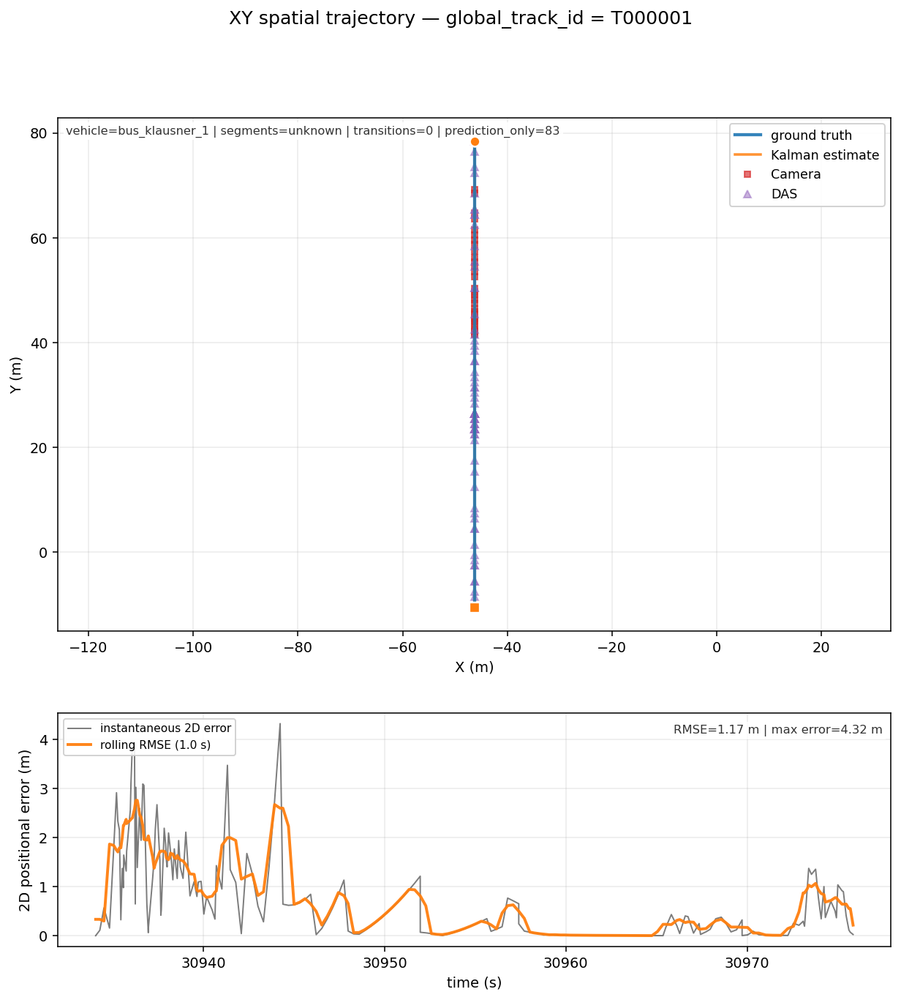 XY spatial trajectory — global_track_id = T000001
vehicle=bus_klausner_1 | segments=unknown | transitions=0 | prediction_only=83
ground truth
Kalman estimate
Camera
DAS
80
60
40
20
0
Y (m)
−120 −100 −80 −60 −40 −20 0 20
X (m)
instantaneous 2D error
rolling RMSE (1.0 s)
RMSE=1.17 m | max error=4.32 m
4
3
2
1
0
2D positional error (m)
30940 30950 30960 30970
time (s)